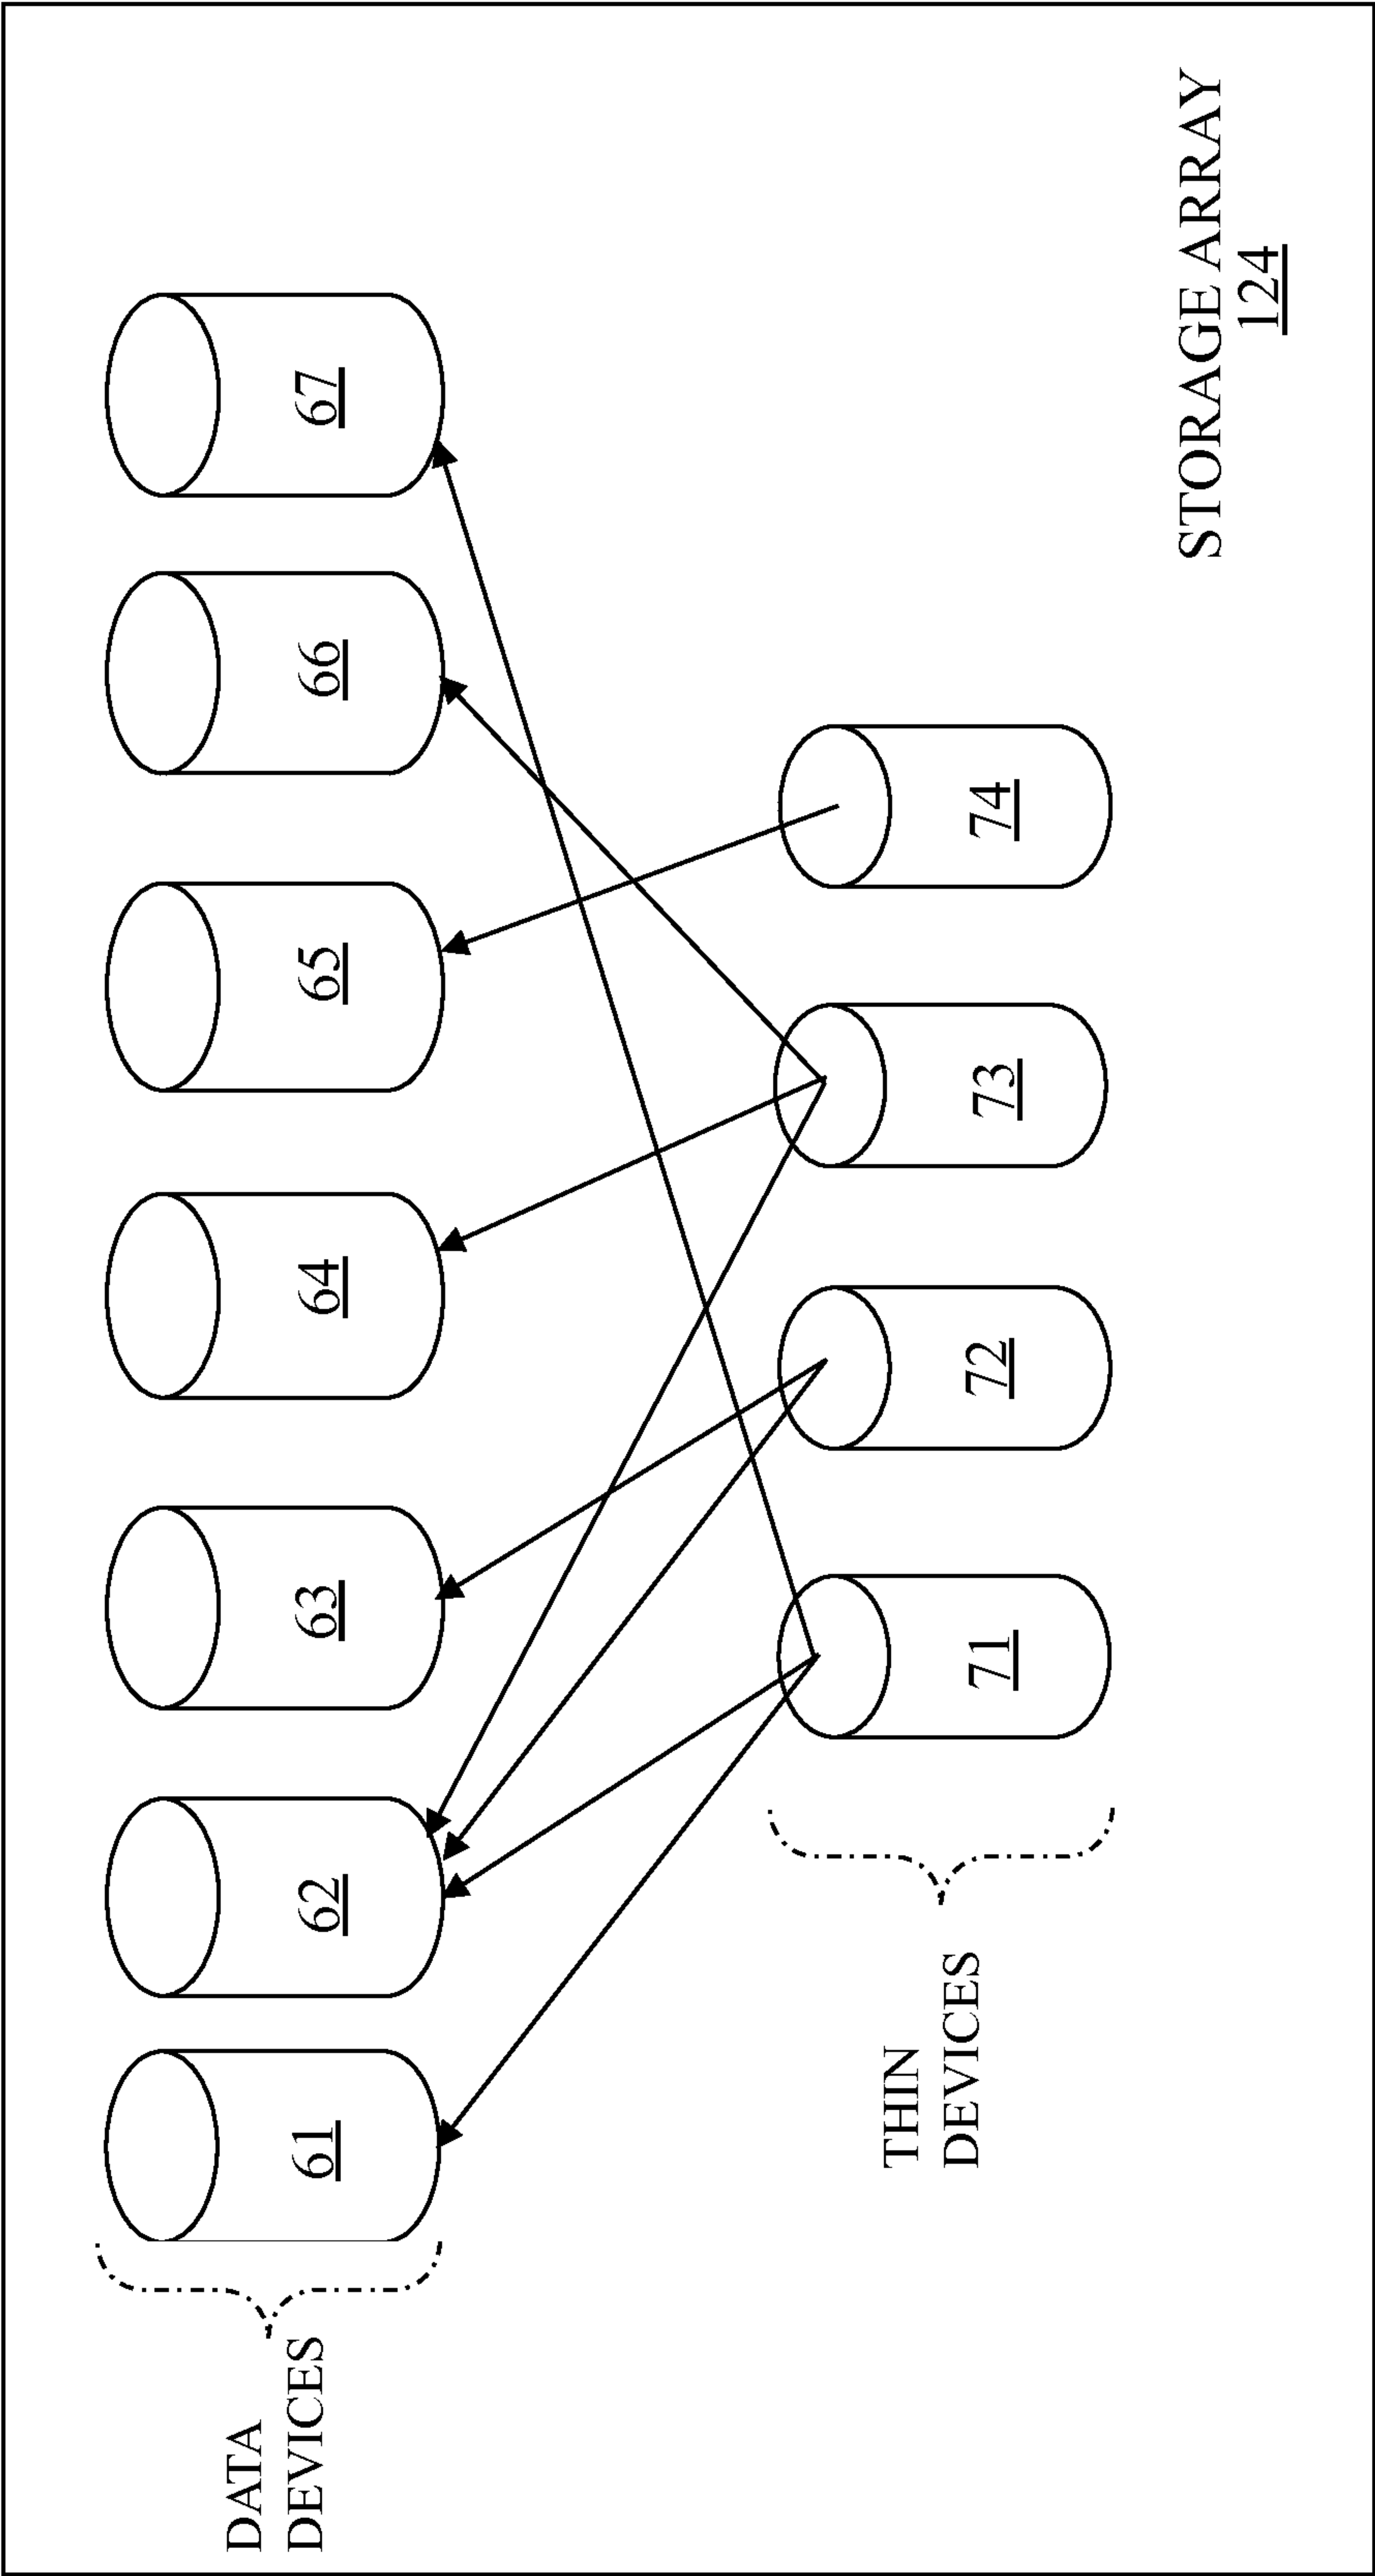 DATA
DEVICES
61
62
63
64
65
66
67
THIN
DEVICES
71
72
73
74
STORAGE ARRAY
124